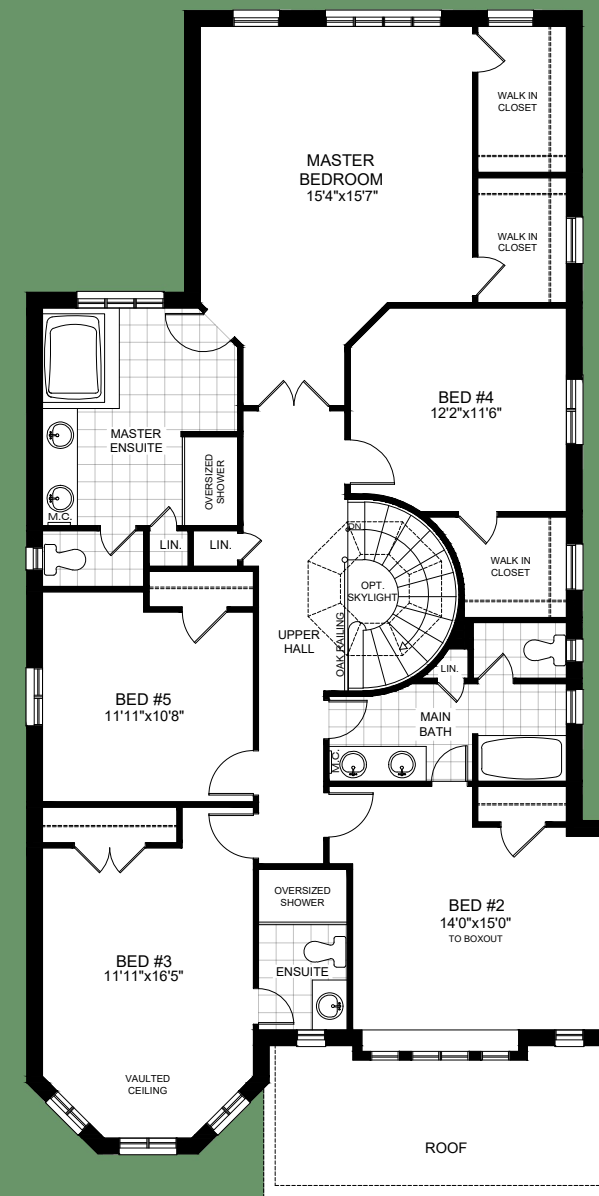 WALK IN
CLOSET
MASTER
BEDROOM
15'4"x15'7"
WALK IN
CLOSET
BED #4
12'2"x11'6"
MASTER
ENSUITE
OVERSIZED
SHOWER
M.C.
DN
LIN.
LIN.
WALK IN
CLOSET
OPT.
SKYLIGHT
UPPER
HALL
OAK RAILING
LIN.
BED #5
11'11"x10'8"
MAIN
BATH
M.C.
OVERSIZED
SHOWER
BED #2
14'0"x15'0"
TO BOXOUT
BED #3
11'11"x16'5"
ENSUITE
VAULTED
CEILING
ROOF